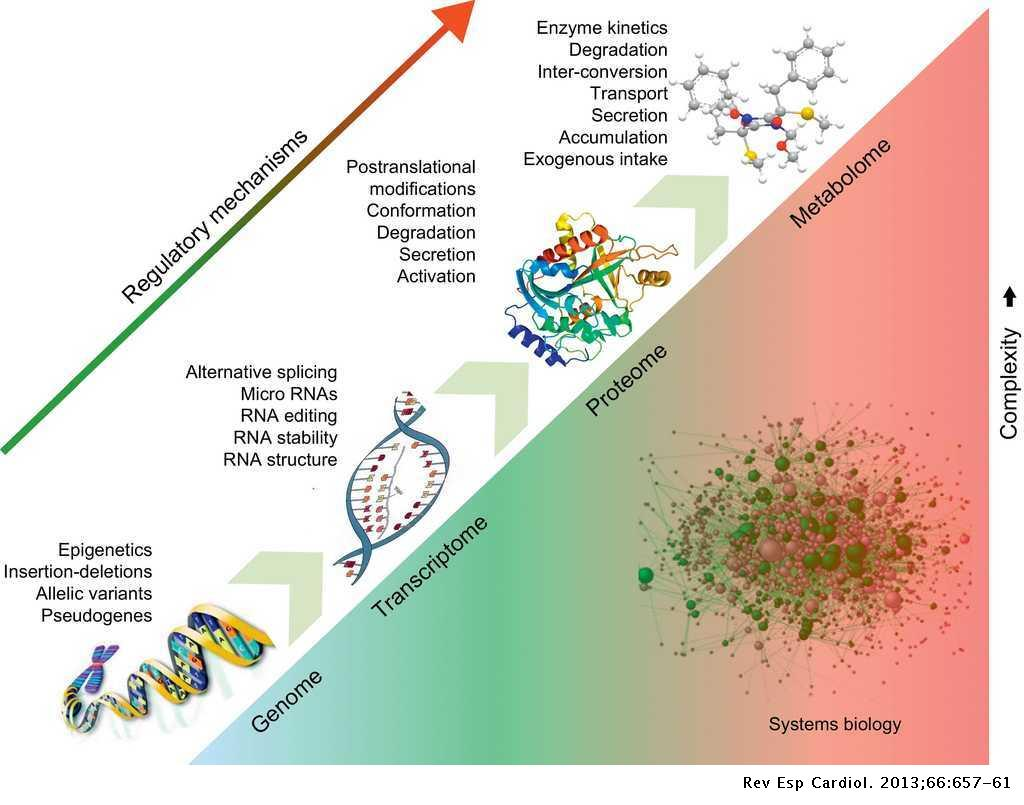 Enzyme kinetics
Degradation
Inter-conversion
Transport
Secretion
Accumulation
Exogenous intake
Regulatory mechanisms
Postranslational
modifications
Conformation
Degradation
Secretion
Activation
Metabolome
Alternative splicing
Micro RNAs
RNA editing
RNA stability
RNA structure
Proteome
Complexity
Epigenetics
Insertion-deletions
Allelic variants
Pseudogenes
Transcriptome
Genome
Systems biology
Rev Esp Cardiol. 2013;66:657–61